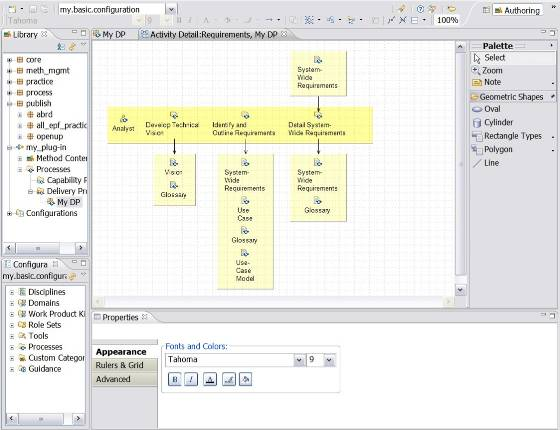 my.basic.configuration
Authoring
Tahoma
9
100%
Library
core
meth_mgmt
practice
process
publish
abrd
all_epf_practic
openup
my_plug-in
Method Conten
Processes
Capability P
Delivery Pro
My DP
Configurations
Configura
my.basic.configura
Disciplines
Domains
Work Product Ki
Role Sets
Tools
Processes
Custom Categor
Guidance
My DP
Activity Detail:Requirements, My DP
System-
Wide
Requirements
Analyst
Develop Technical
Vision
Identify and
Outline Requirements
Detail System-
Wide Requirements
Vision
Glossary
System-
Wide
Requirements
Use
Case
Glossary
Use-
Case
Model
System-
Wide
Requirements
Glossary
Palette
Select
Zoom
Note
Geometric Shapes
Oval
Cylinder
Rectangle Types
Polygon
Line
Properties
Appearance
Rulers & Grid
Advanced
Fonts and Colors:
Tahoma
9
B
I
A